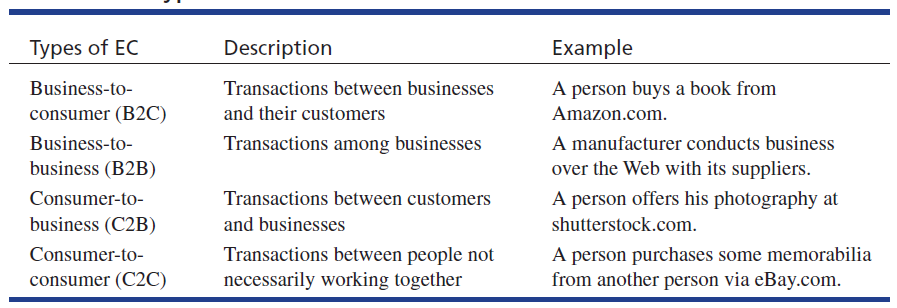 Types of EC Description Example
Business-to- Transactions between businesses A person buys a book from
consumer (B2C) and their customers Amazon.com.
Business-to- Transactions among businesses A manufacturer conducts business
business (B2B) over the Web with its suppliers.
Consumer-to- Transactions between customers A person offers his photography at
business (C2B) and businesses shutterstock.com.
Consumer-to- Transactions between people not A person purchases some memorabilia
consumer (C2C) necessarily working together from another person via eBay.com.